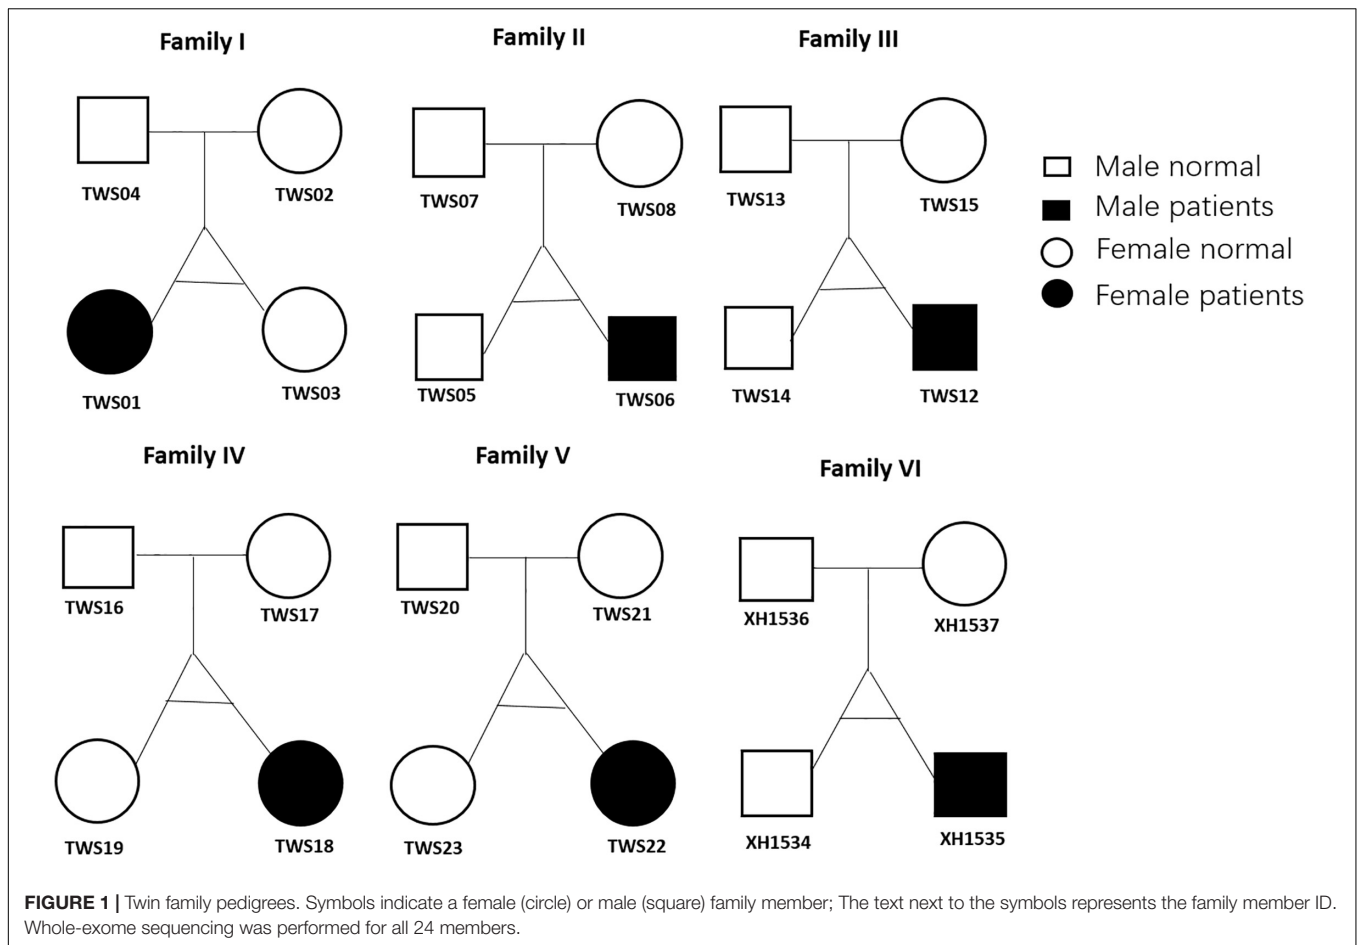 Family I
Family II
Family III
TWS04
TWS02
TWS07
TWS08
TWS13
TWS15
Male normal
Male patients
Female normal
Female patients
TWS01
TWS03
TWS05
TWS06
TWS14
TWS12
Family IV
Family V
Family VI
TWS16
TWS17
TWS20
TWS21
XH1536
XH1537
TWS19
TWS18
TWS23
TWS22
XH1534
XH1535
FIGURE 1 | Twin family pedigrees. Symbols indicate a female (circle) or male (square) family member; The text next to the symbols represents the family member ID.
Whole-exome sequencing was performed for all 24 members.